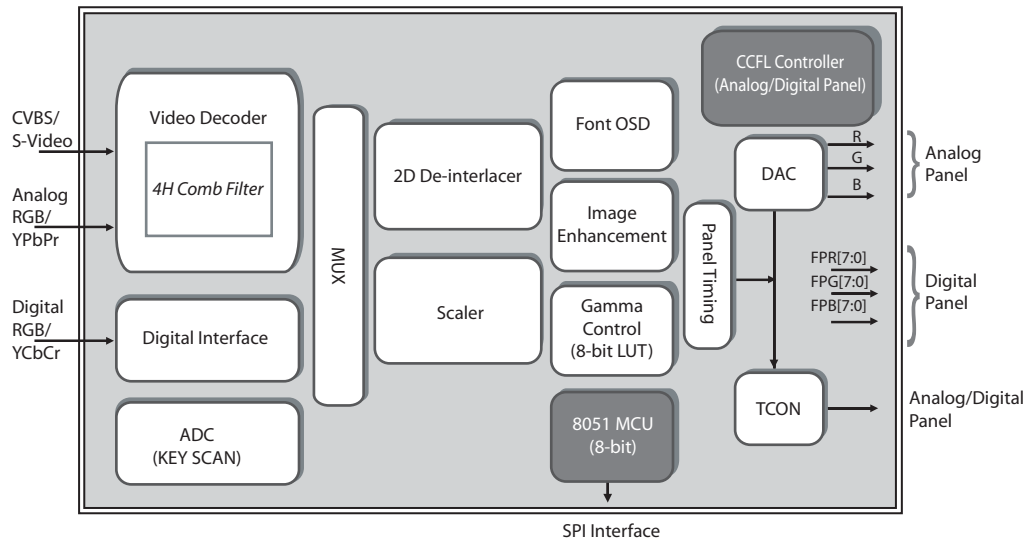 CVBS/
S-Video
Analog
RGB/
YPbPr
Digital
RGB/
YCbCr
Video Decoder
4H Comb Filter
Digital Interface
ADC
(KEY SCAN)
MUX
2D De-interlacer
Scaler
Font OSD
Image
Enhancement
Gamma
Control
(8-bit LUT)
8051 MCU
(8-bit)
SPI Interface
Panel Timing
CCFL Controller
(Analog/Digital Panel)
DAC
R
G
B
Analog
Panel
FPR[7:0]
FPG[7:0]
FPB[7:0]
Digital
Panel
TCON
Analog/Digital
Panel